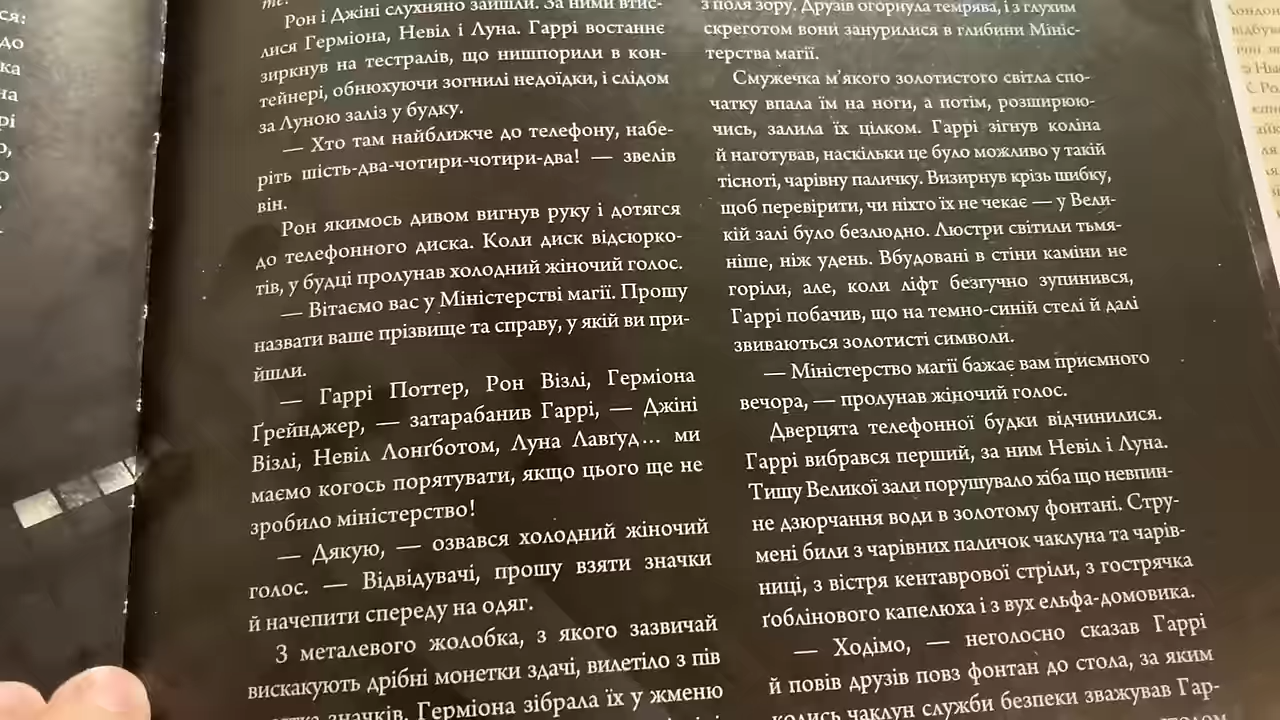 ся:
до
ка
на
рі
о,
о
те.
Рон і Джіні слухняно зайшли. За ними втис-
лися Герміона, Невіл і Луна. Гаррі востаннє
зиркнув на тестралів, що нишпорили в кон-
тейнері, обнюхуючи зогнилі недоїдки, і слідом
за Луною заліз у будку.
— Хто там найближче до телефону, набе-
ріть шість-два-чотири-чотири-два! — звелів
він.
Рон якимось дивом вигнув руку і дотягся
до телефонного диска. Коли диск відсюрко-
тів, у будці пролунав холодний жіночий голос.
— Вітаємо вас у Міністерстві магії. Прошу
назвати ваше прізвище та справу, у якій ви при-
йшли.
— Гаррі Поттер, Рон Візлі, Герміона
Ґрейнджер, — затарабанив Гаррі, — Джіні
Візлі, Невіл Лонґботом, Луна Лавґуд... ми
маємо когось порятувати, якщо цього ще не
зробило міністерство!
— Дякую, — озвався холодний жіночий
голос. — Відвідувачі, прошу взяти значки
й начепити спереду на одяг.
З металевого жолобка, з якого зазвичай
вискакують дрібні монетки здачі, вилетіло з пів
значків. Герміона зібрала їх у жменю
з поля зору. Друзів огорнула темрява, і з глухим
скреготом вони занурилися в глибини Мініс-
терства магії.
Смужечка м’якого золотистого світла спо-
чатку впала їм на ноги, а потім, розширюю-
чись, залила їх цілком. Гаррі зігнув коліна
й наготував, наскільки це було можливо у такій
тісноті, чарівну паличку. Визирнув крізь шибку,
щоб перевірити, чи ніхто їх не чекає — у Вели-
кій залі було безлюдно. Люстри світили тьмя-
ніше, ніж удень. Вбудовані в стіни каміни не
горіли, але, коли ліфт безгучно зупинився,
Гаррі побачив, що на темно-синій стелі й далі
звиваються золотисті символи.
— Міністерство магії бажає вам приємного
вечора, — пролунав жіночий голос.
Дверцята телефонної будки відчинилися.
Гаррі вибрався перший, за ним Невіл і Луна.
Тишу Великої зали порушувало хіба що невпин-
не дзюрчання води в золотому фонтані. Стру-
мені били з чарівних паличок чаклуна та чарів-
ниці, з вістря кентаврової стріли, з гострячка
ґоблінового капелюха і з вух ельфа-домовика.
— Ходімо, — неголосно сказав Гаррі
й повів друзів повз фонтан до стола, за яким
колись чаклун служби безпеки зважував Гар-